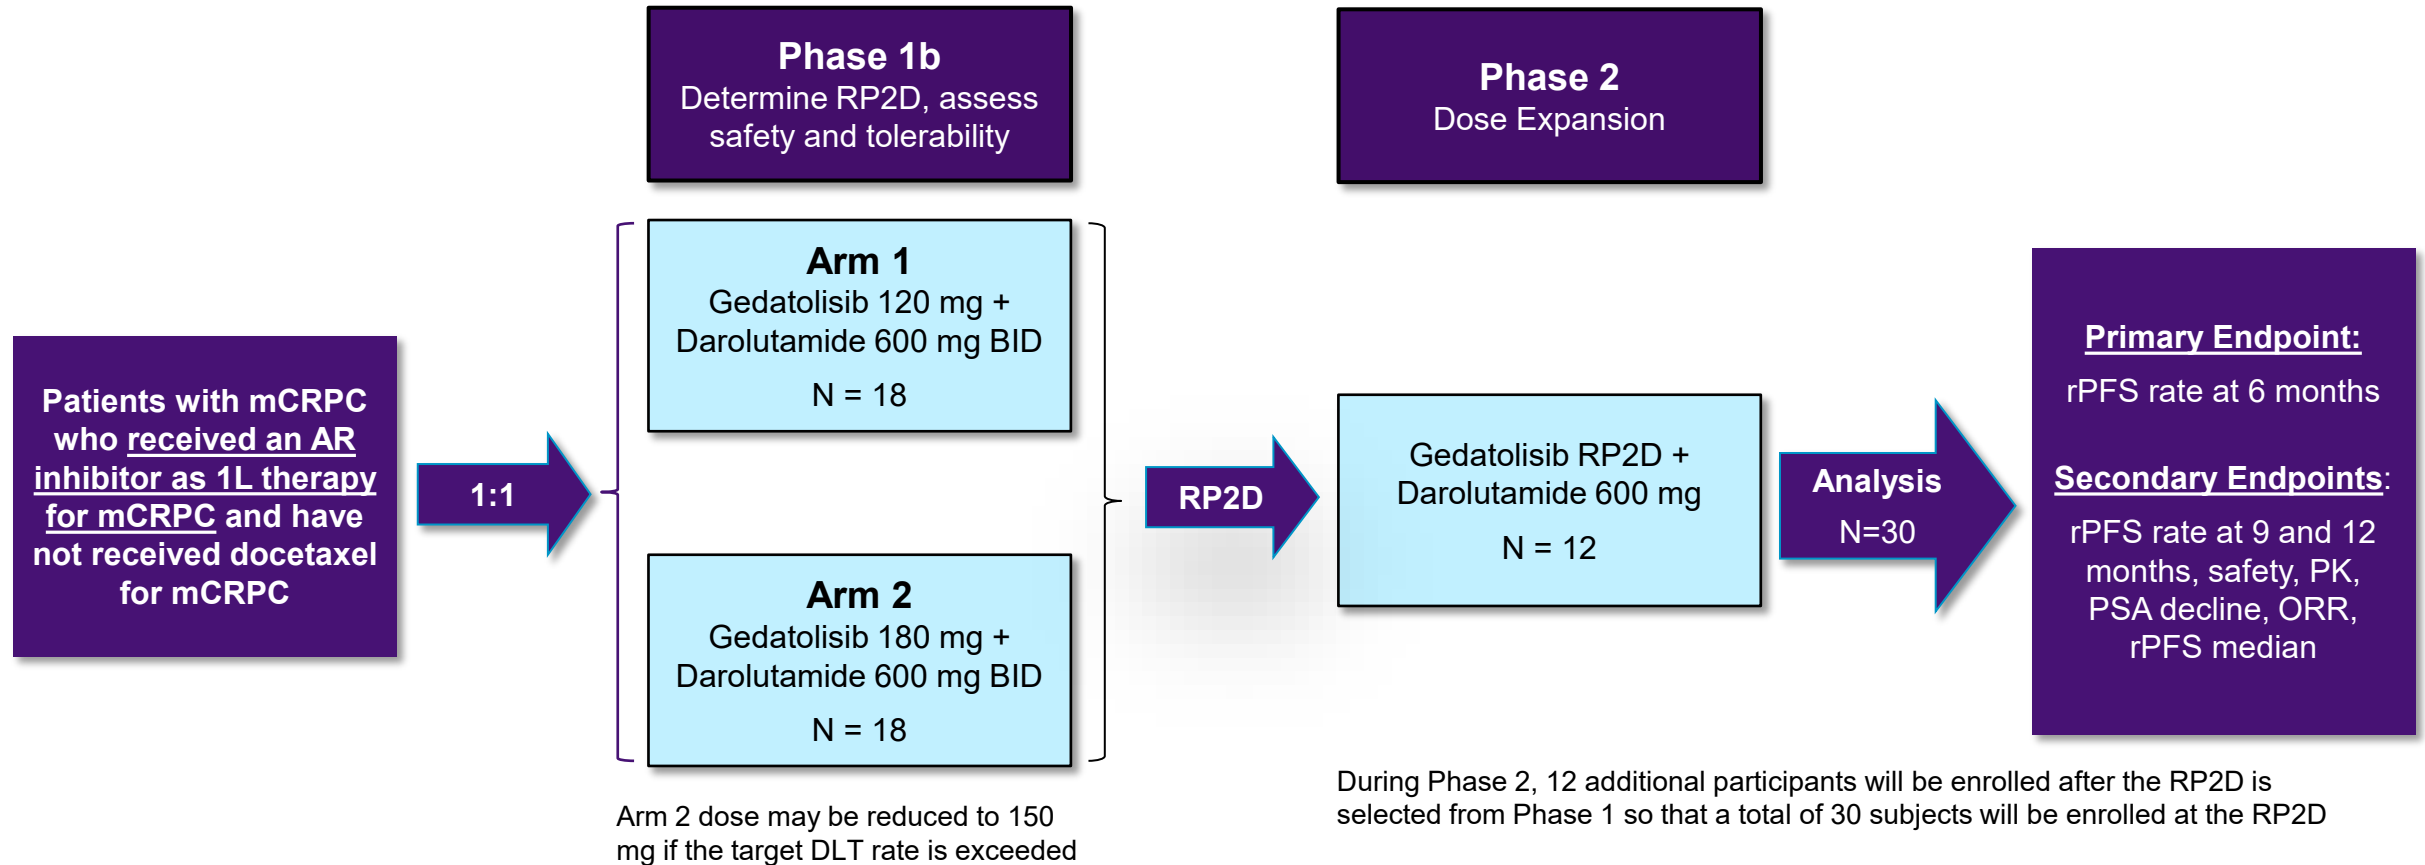 Phase 1b
Determine RP2D, assess
safety and tolerability
Phase 2
Dose Expansion
Patients with mCRPC
who received an AR
inhibitor as 1L therapy
for mCRPC and have
not received docetaxel
for mCRPC
1:1
Arm 1
Gedatolisib 120 mg +
Darolutamide 600 mg BID
N = 18
Arm 2
Gedatolisib 180 mg +
Darolutamide 600 mg BID
N = 18
Arm 2 dose may be reduced to 150
mg if the target DLT rate is exceeded
RP2D
Gedatolisib RP2D +
Darolutamide 600 mg
N = 12
During Phase 2, 12 additional participants will be enrolled after the RP2D is
selected from Phase 1 so that a total of 30 subjects will be enrolled at the RP2D
Analysis
N=30
Primary Endpoint:
rPFS rate at 6 months
Secondary Endpoints:
rPFS rate at 9 and 12
months, safety, PK,
PSA decline, ORR,
rPFS median